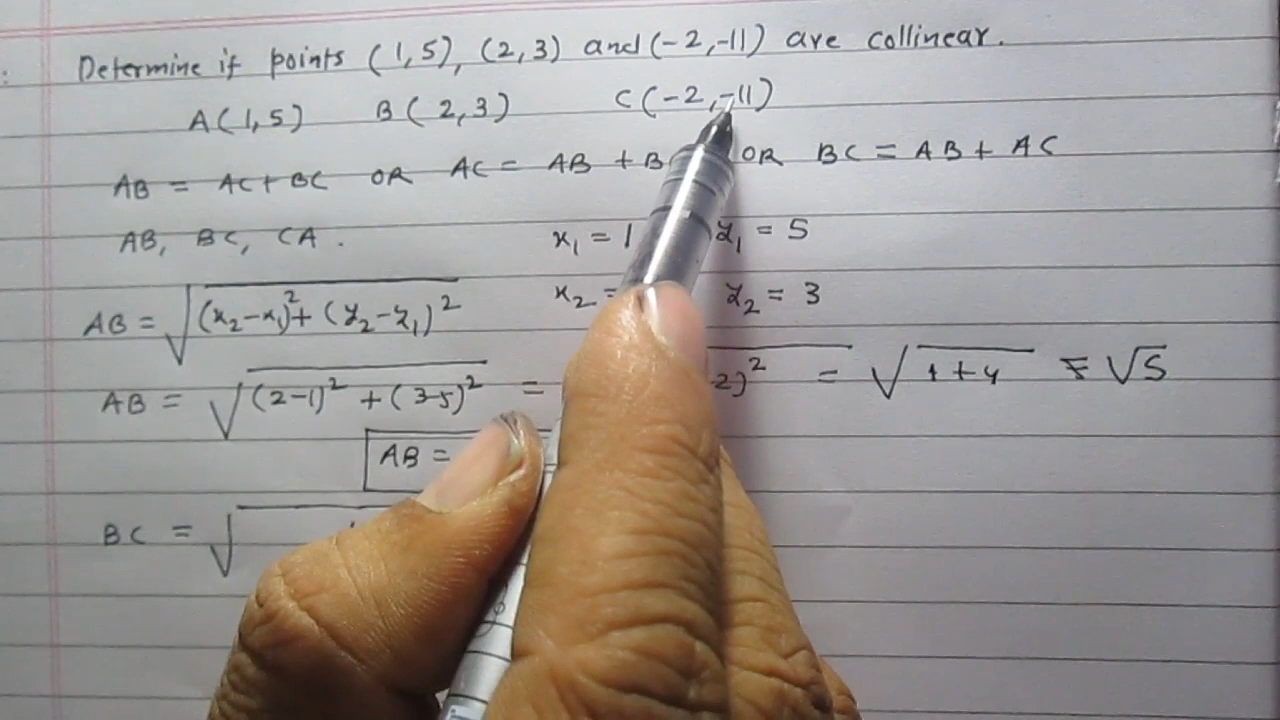 Determine if points (1,5), (2,3) and (-2,-11) are collinear.
A(1,5) B(2,3) C(-2,-11)
AB = AC+BC OR AC = AB + B OR BC = AB + AC
AB, BC, CA.
x₁ = 1 y₁ = 5
x₂ = y₂ = 3
AB = √(x₂-x₁)²+(y₂-y₁)²
AB = √(2-1)²+(3-5)² = 2)² = √1+4 = √5
AB =
BC = √